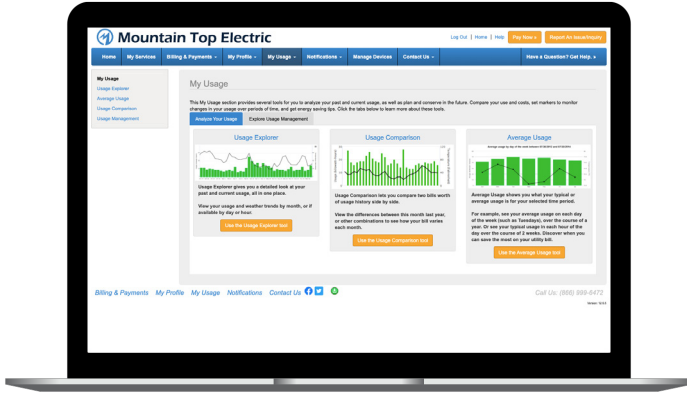 Mountain Top Electric
Log Out | Home | Help
Pay Now »
Report An Issue/Inquiry
Home My Services Billing & Payments My Profile My Usage Notifications Manage Devices Contact Us Have a Question? Get Help. »
My Usage
Usage Explorer
Average Usage
Usage Comparison
Usage Management
My Usage
This My Usage section provides several tools for you to analyze your past and current usage, as well as plan and conserve in the future. Compare your use and costs, set markers to monitor
changes in your usage over periods of time, and get energy saving tips. Click the tabs below to learn more about these tools.
Analyze Your Usage Explore Usage Management
Usage Explorer
Usage Explorer gives you a detailed look at your
past and current usage, all in one place.
View your usage and weather trends by month, or if
available by day or hour.
Use the Usage Explorer tool
Usage Comparison
Usage Comparison lets you compare two bills worth
of usage history side by side.
View the differences between this month last year,
or other combinations to see how your bill varies
each month.
Use the Usage Comparison tool
Average Usage
Average Usage shows you what your typical or
average usage is for your selected time period.
For example, see your average usage on each day
of the week (such as Tuesdays), over the course of a
year. Or see your typical usage in each hour of the
day over the course of 2 weeks. Discover when you
can save the most on your utility bill.
Use the Average Usage tool
Billing & Payments My Profile My Usage Notifications Contact Us
Call Us: (888) 999-8472